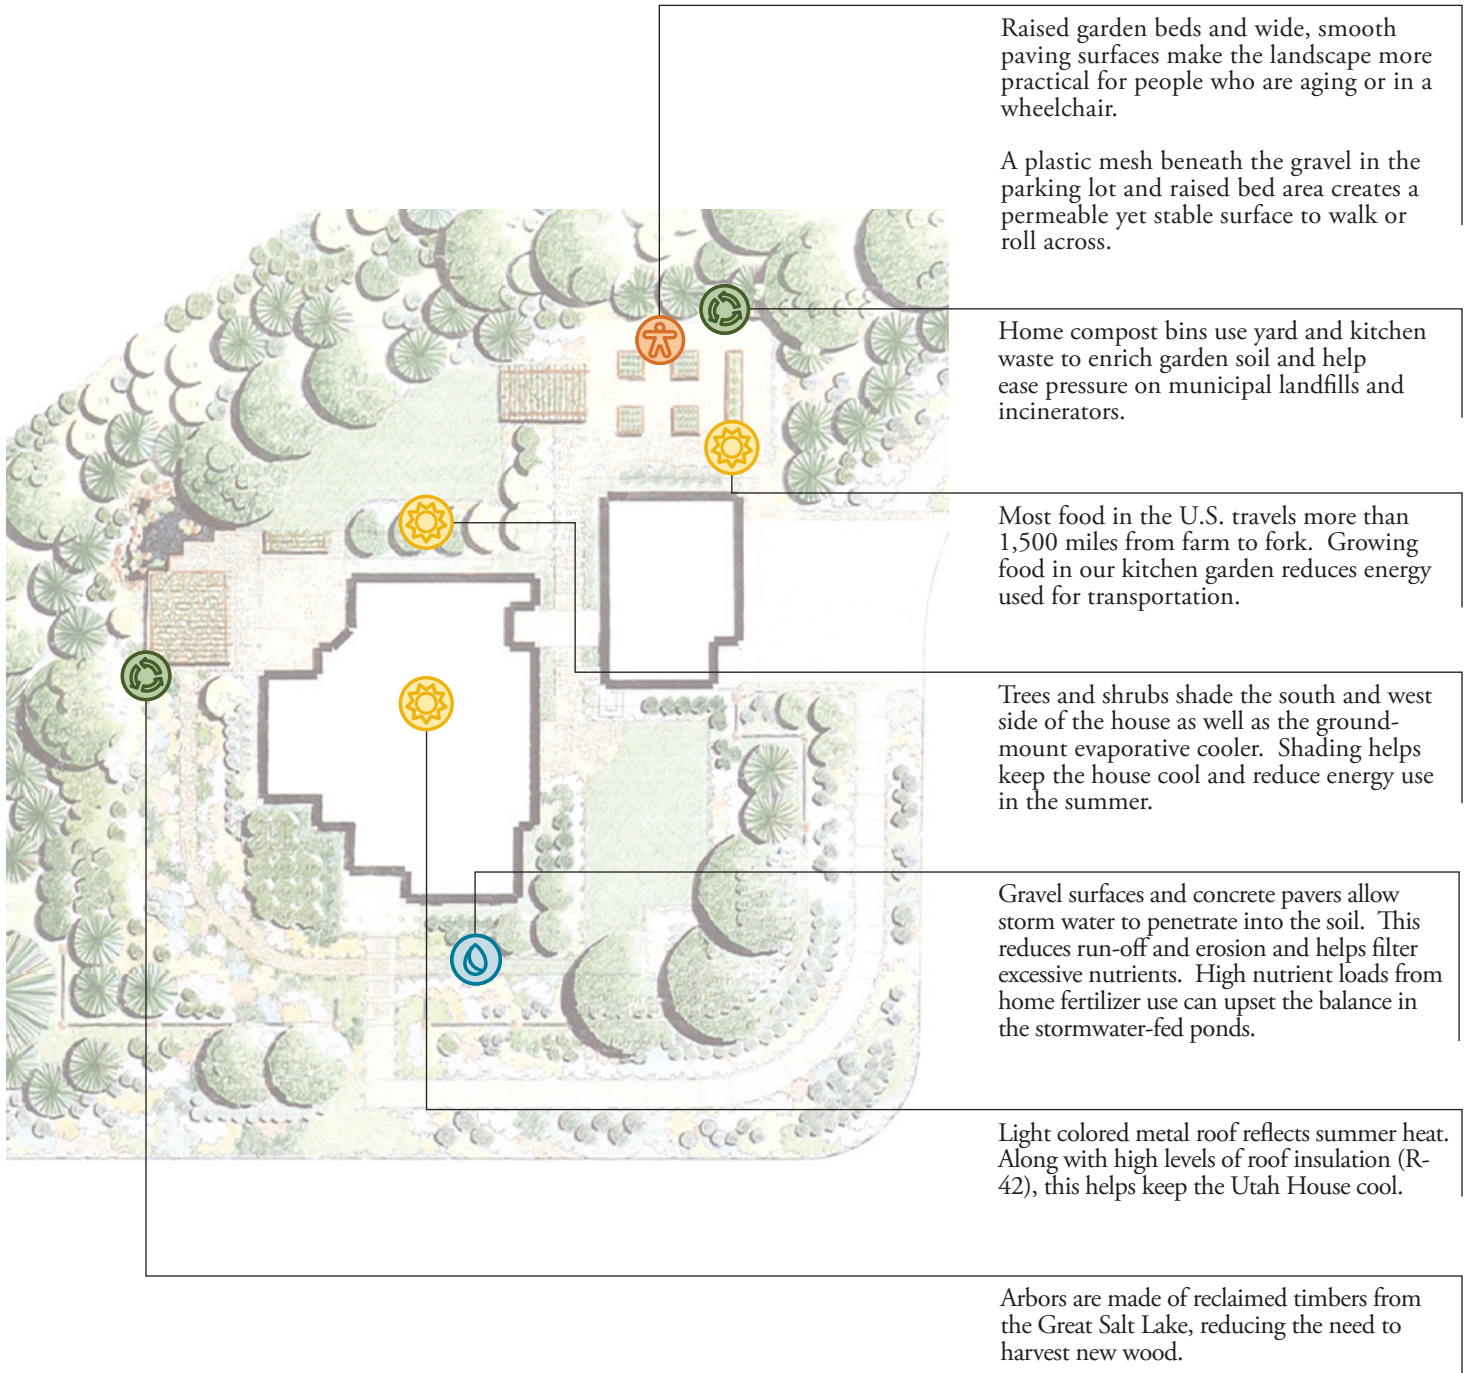 Raised garden beds and wide, smooth
paving surfaces make the landscape more
practical for people who are aging or in a
wheelchair.
A plastic mesh beneath the gravel in the
parking lot and raised bed area creates a
permeable yet stable surface to walk or
roll across.
Home compost bins use yard and kitchen
waste to enrich garden soil and help
ease pressure on municipal landfills and
incinerators.
Most food in the U.S. travels more than
1,500 miles from farm to fork.  Growing
food in our kitchen garden reduces energy
used for transportation.
Trees and shrubs shade the south and west
side of the house as well as the ground-
mount evaporative cooler.  Shading helps
keep the house cool and reduce energy use
in the summer.
Gravel surfaces and concrete pavers allow
storm water to penetrate into the soil.  This
reduces run-off and erosion and helps filter
excessive nutrients.  High nutrient loads from
home fertilizer use can upset the balance in
the stormwater-fed ponds.
Light colored metal roof reflects summer heat.
Along with high levels of roof insulation (R-
42), this helps keep the Utah House cool.
Arbors are made of reclaimed timbers from
the Great Salt Lake, reducing the need to
harvest new wood.